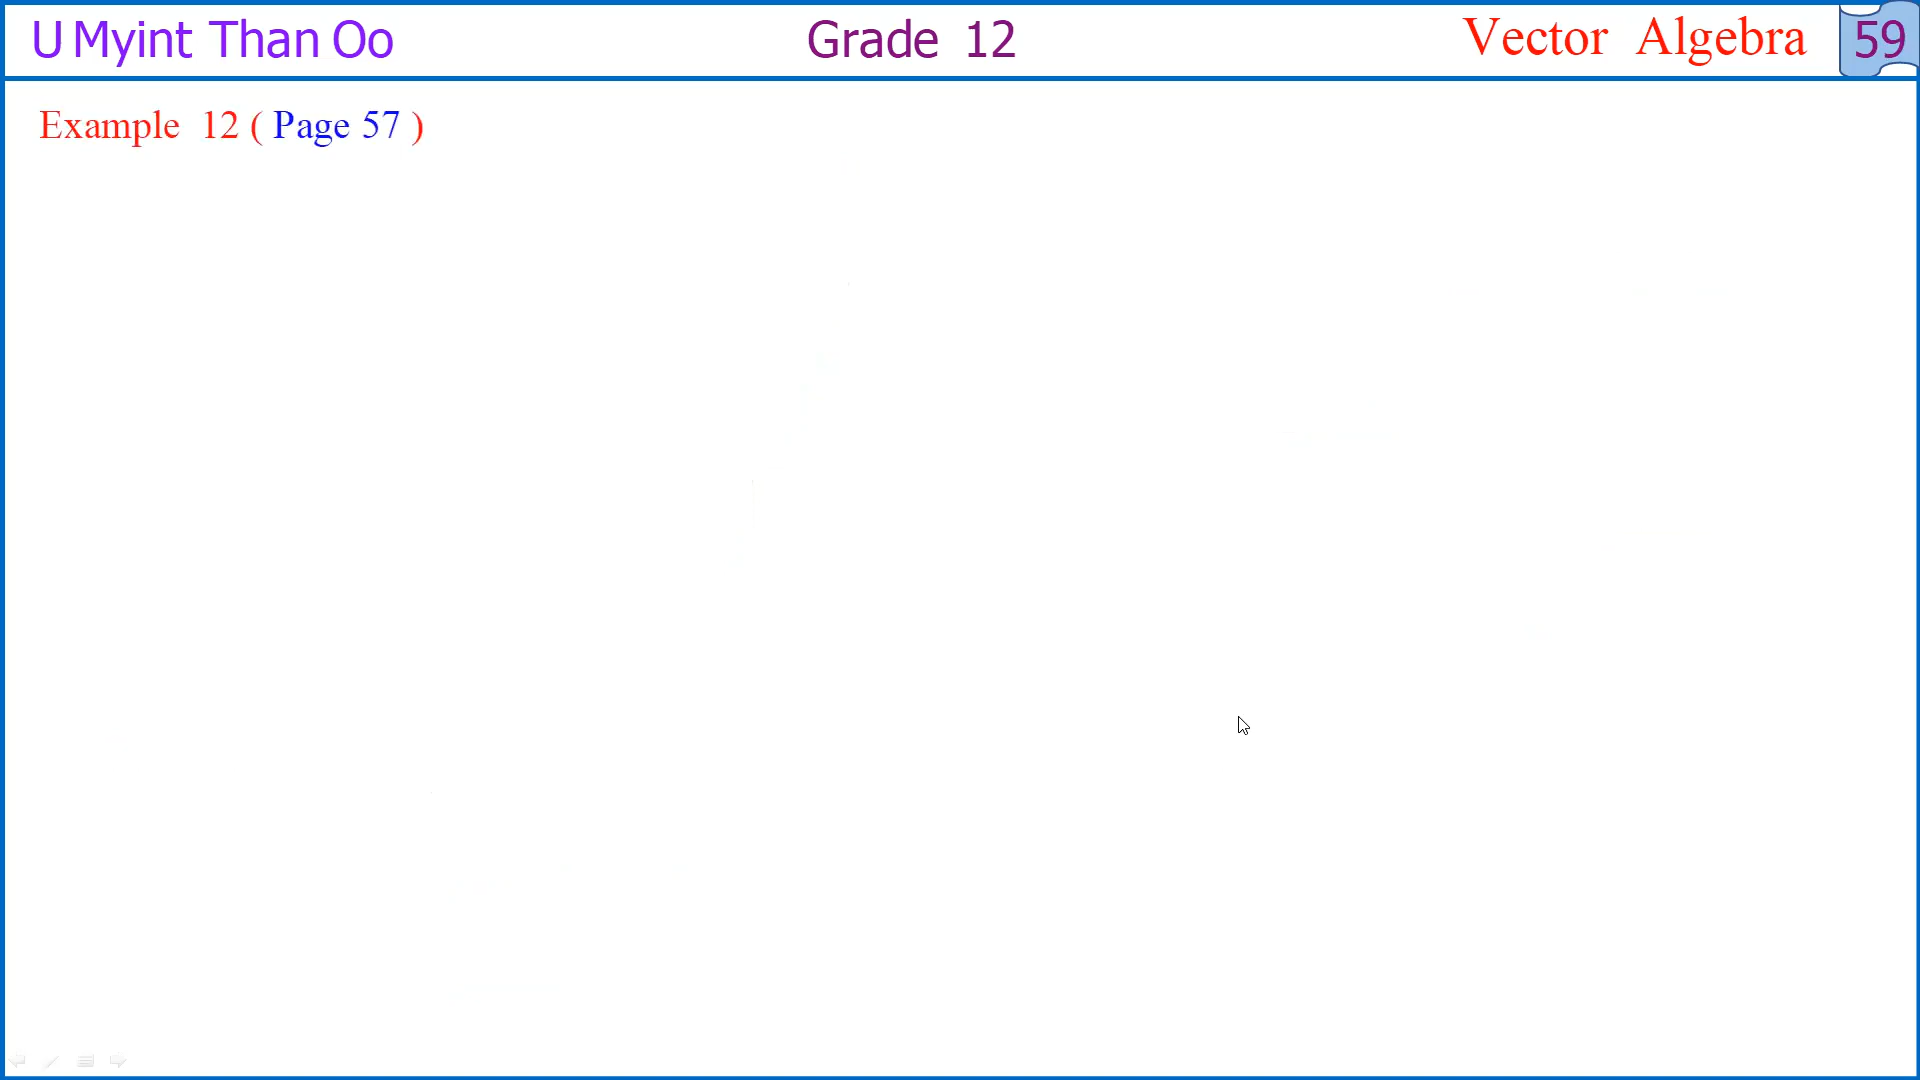 U Myint Than Oo Grade 12 Vector Algebra 59
Example 12 ( Page 57 )